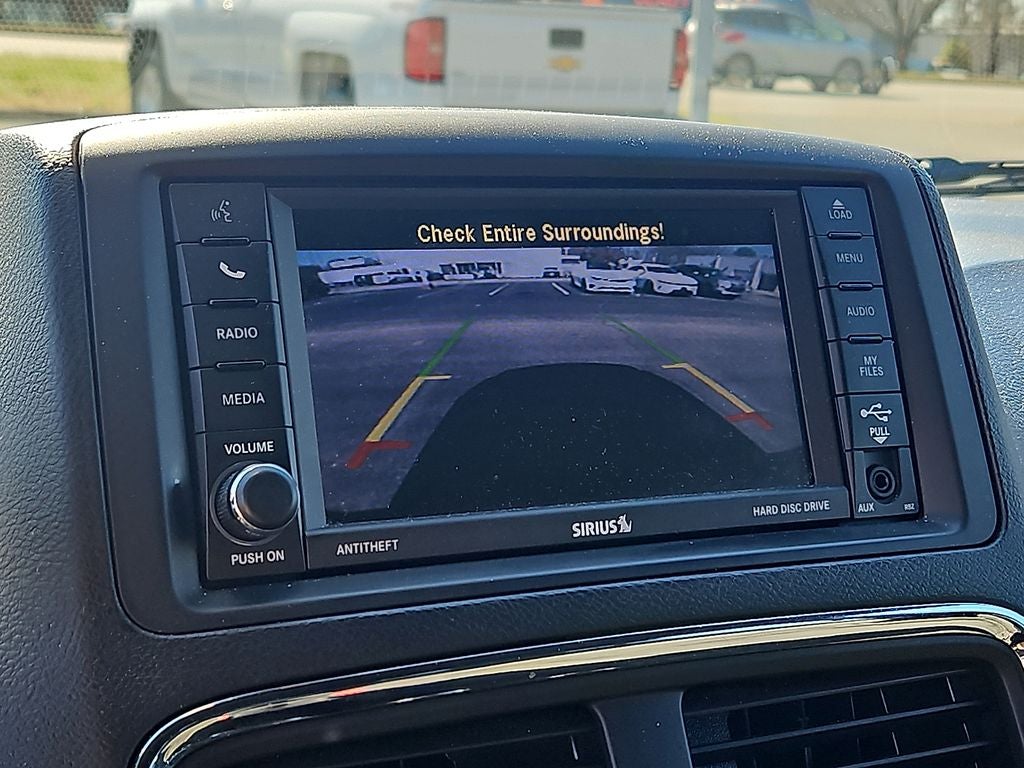 Check Entire Surroundings!
RADIO
MEDIA
VOLUME
PUSH ON
ANTITHEFT
SIRIUS
HARD DISC DRIVE
LOAD
MENU
AUDIO
MY
FILES
PULL
AUX
RBZ